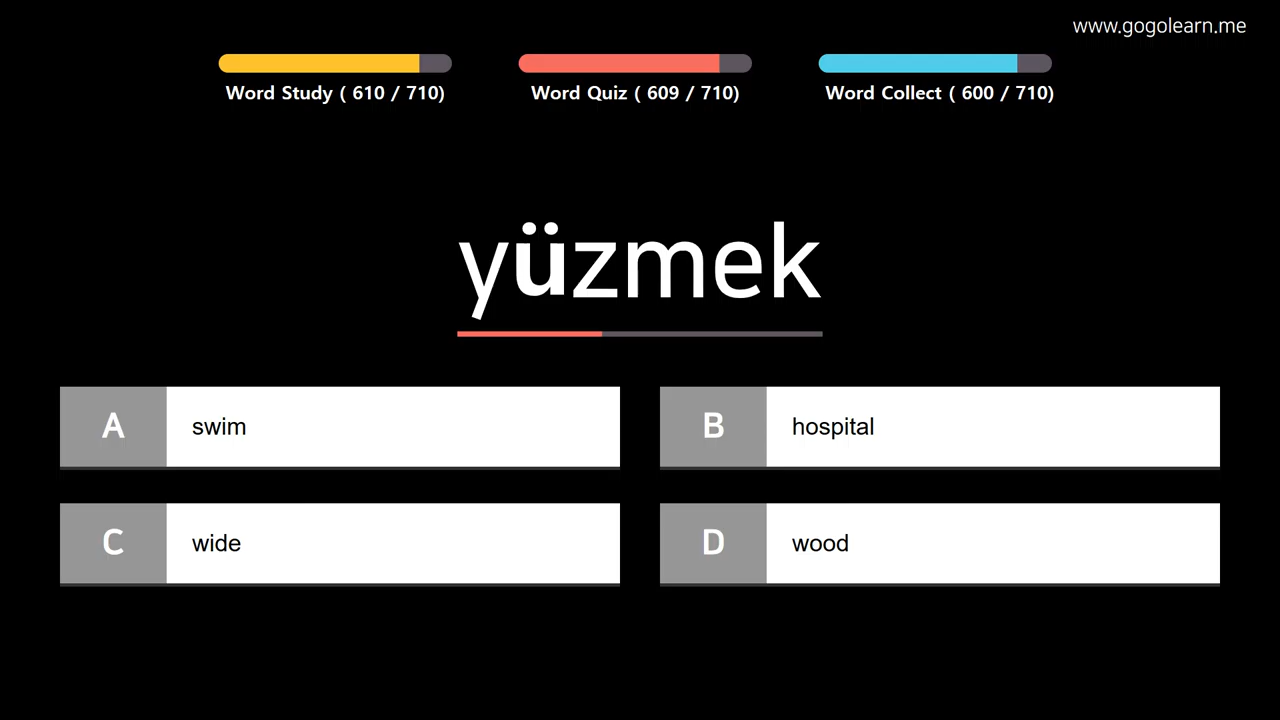 www.gogolearn.me
Word Study ( 610 / 710)
Word Quiz ( 609 / 710)
Word Collect ( 600 / 710)
yüzmek
A swim
B hospital
C wide
D wood